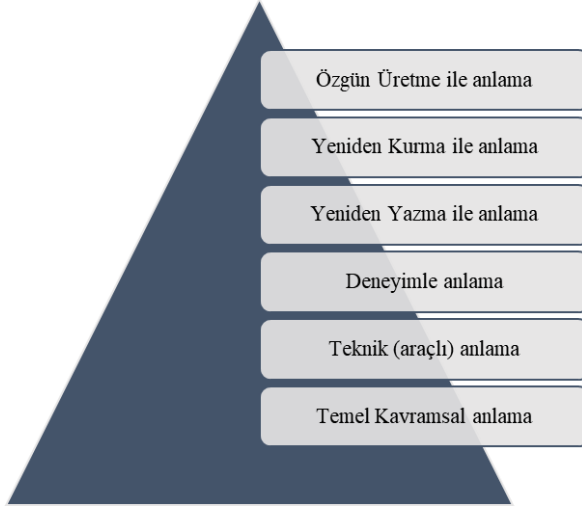 Özgün Üretme ile anlama
Yeniden Kurma ile anlama
Yeniden Yazma ile anlama
Deneyimle anlama
Teknik (araçlı) anlama
Temel Kavramsal anlama